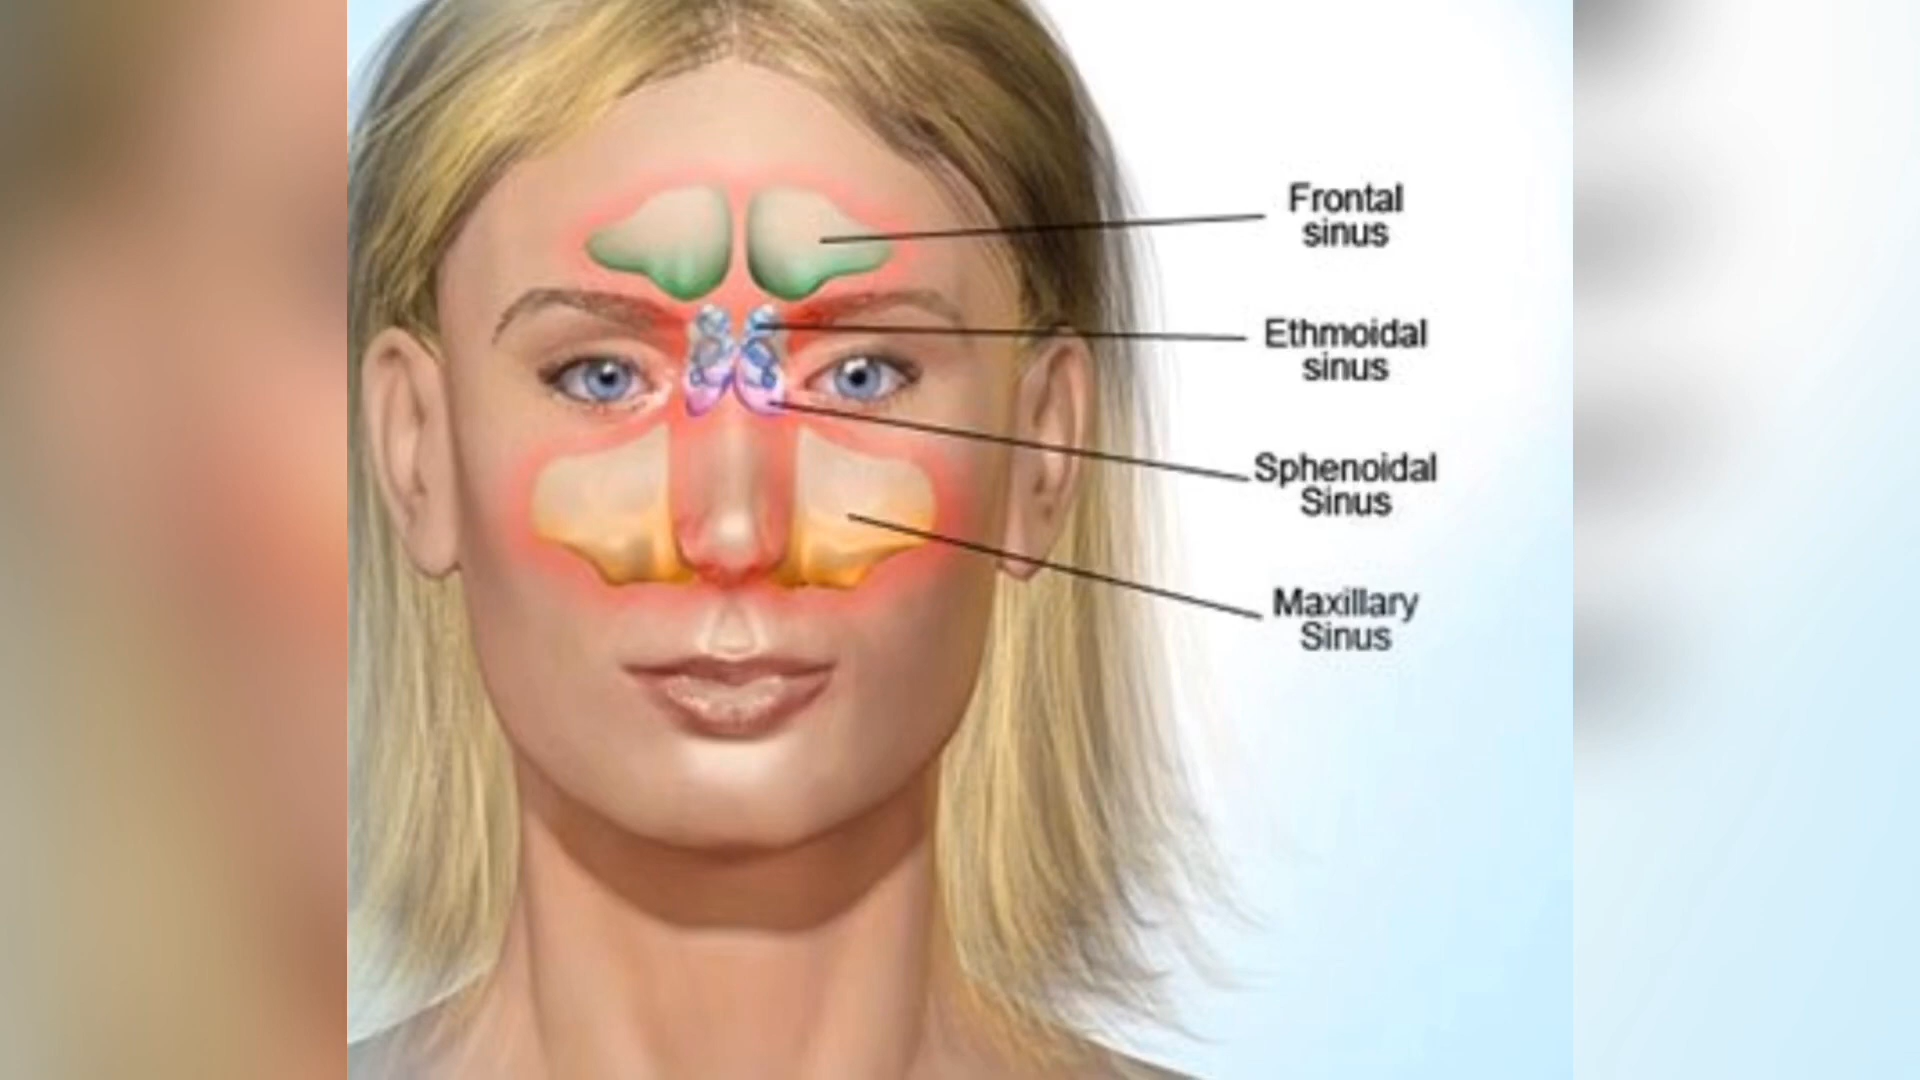 Frontal
sinus
Ethmoidal
sinus
Sphenoidal
Sinus
Maxillary
Sinus